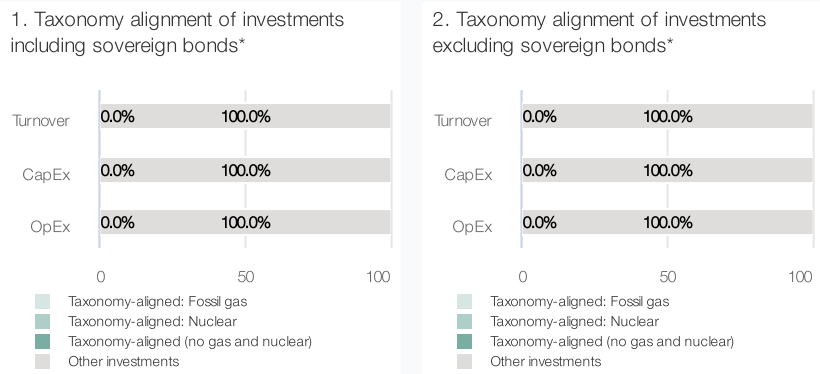 1. Taxonomy alignment of investments
including sovereign bonds*
Turnover 0.0% 100.0%
CapEx 0.0% 100.0%
OpEx 0.0% 100.0%
0 50 100
Taxonomy-aligned: Fossil gas
Taxonomy-aligned: Nuclear
Taxonomy-aligned (no gas and nuclear)
Other investments
2. Taxonomy alignment of investments
excluding sovereign bonds*
Turnover 0.0% 100.0%
CapEx 0.0% 100.0%
OpEx 0.0% 100.0%
0 50 100
Taxonomy-aligned: Fossil gas
Taxonomy-aligned: Nuclear
Taxonomy-aligned (no gas and nuclear)
Other investments